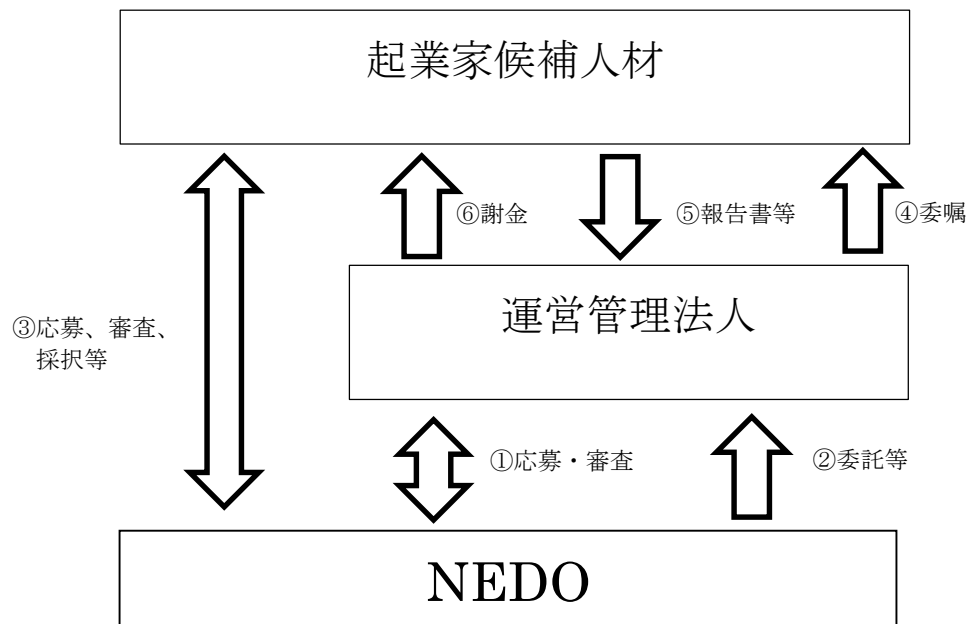 起業家候補人材
⑥謝金
⑤報告書等
④委嘱
運営管理法人
③応募、審査、
採択等
①応募・審査
②委託等
NEDO